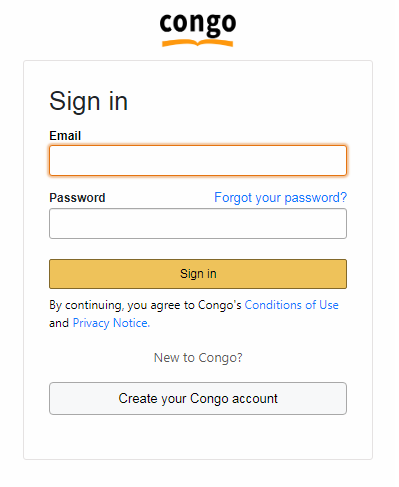 congo
Sign in
Email
Password Forgot your password?
Sign in
By continuing, you agree to Congo's Conditions of Use
and Privacy Notice.
New to Congo?
Create your Congo account